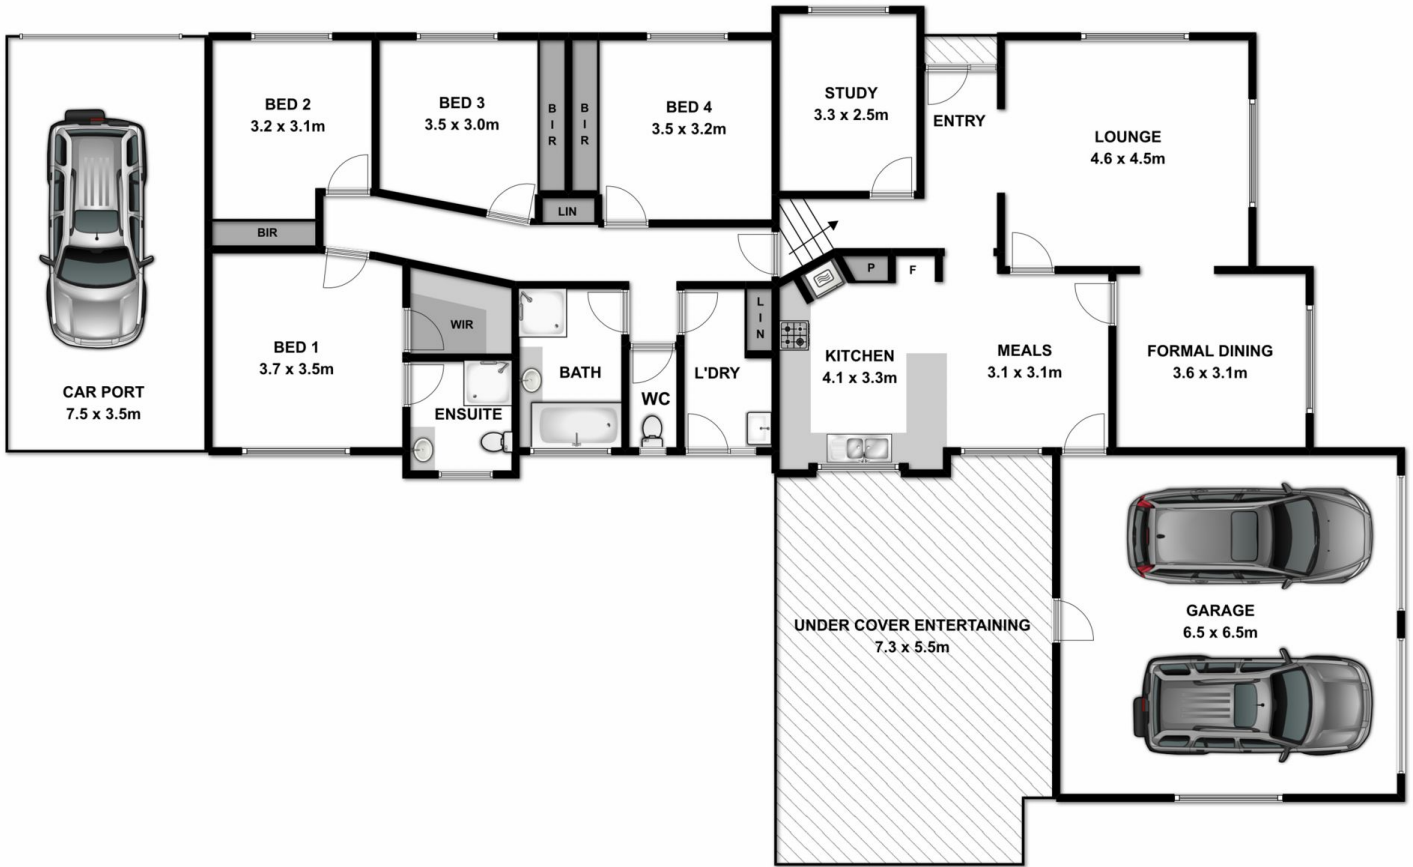 BED 2
3.2 x 3.1m
BED 3
3.5 x 3.0m
B
I
R
B
I
R
BED 4
3.5 x 3.2m
STUDY
3.3 x 2.5m
ENTRY
LOUNGE
4.6 x 4.5m
LIN
BIR
CAR PORT
7.5 x 3.5m
BED 1
3.7 x 3.5m
WIR
ENSUITE
BATH
WC
L'DRY
L
I
N
P
F
KITCHEN
4.1 x 3.3m
MEALS
3.1 x 3.1m
FORMAL DINING
3.6 x 3.1m
UNDER COVER ENTERTAINING
7.3 x 5.5m
GARAGE
6.5 x 6.5m